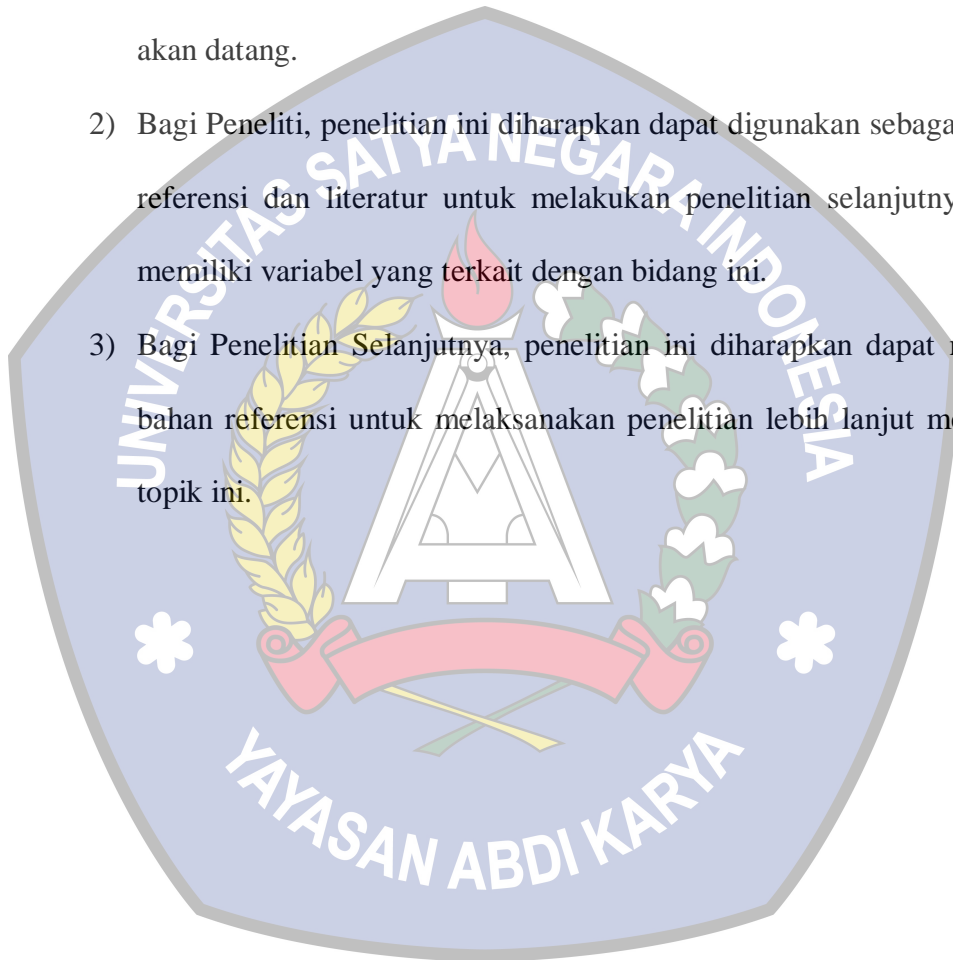 akan datang.
2) Bagi Peneliti, penelitian ini diharapkan dapat digunakan sebaga
referensi dan literatur untuk melakukan penelitian selanjutny
memiliki variabel yang terkait dengan bidang ini.
3) Bagi Penelitian Selanjutnya, penelitian ini diharapkan dapat
bahan referensi untuk melaksanakan penelitian lebih lanjut
topik ini.
UNIVERSITAS SATYA NEGARA INDONESIA
YAYASAN ABDI KARYA